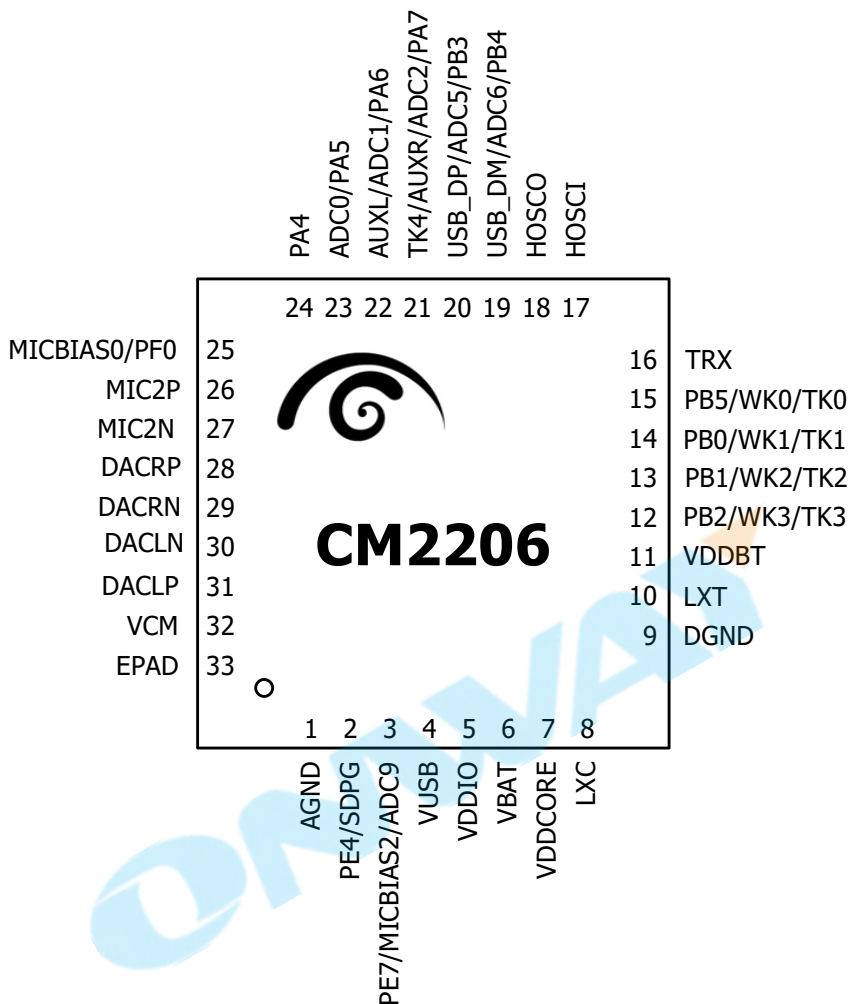 PA4
ADC0/PA5
AUXL/ADC1/PA6
TK4/AUXR/ADC2/PA7
USB_DP/ADC5/PB3
USB_DM/ADC6/PB4
HOSCO
HOSCI
24 23 22 21 20 19 18 17
MICBIAS0/PF0 25
MIC2P 26
MIC2N 27
DACRP 28
DACRN 29
DACLN 30
DACLP 31
VCM 32
EPAD 33
CM2206
16 TRX
15 PB5/WK0/TK0
14 PB0/WK1/TK1
13 PB1/WK2/TK2
12 PB2/WK3/TK3
11 VDDBT
10 LXT
9 DGND
1 2 3 4 5 6 7 8
AGND
PE4/SDPG
PE7/MICBIAS2/ADC9
VUSB
VDDIO
VBAT
VDDCORE
LXC
ONWAY